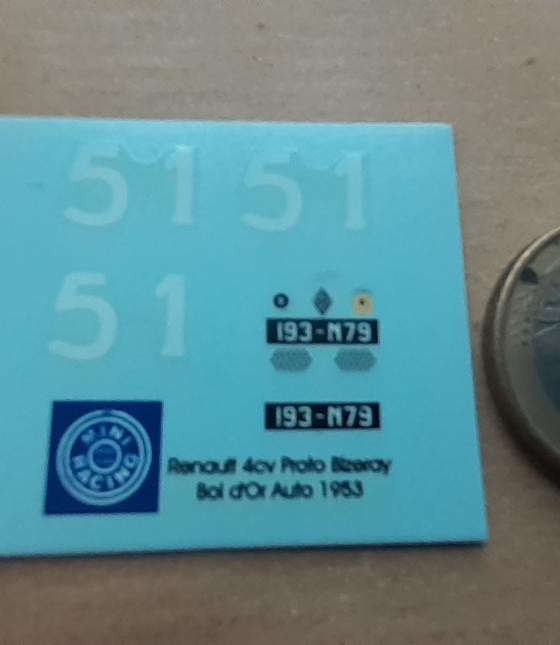 51 51
51
193-N79
193-N79
MINI
RACING
Renault 4cv Proto Bizeray
Bol d'Or Auto 1953